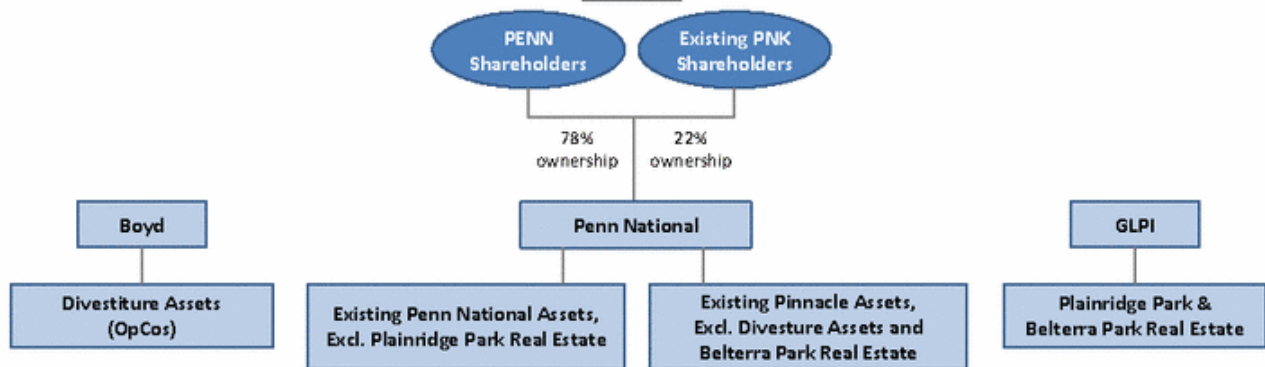 PENN
Shareholders
Existing PNK
Shareholders
78%
ownership
22%
ownership
Boyd
Penn National
GLPI
Divestiture Assets
(OpCos)
Existing Penn National Assets,
Excl. Plainridge Park Real Estate
Existing Pinnacle Assets,
Excl. Divesture Assets and
Belterra Park Real Estate
Plainridge Park &
Belterra Park Real Estate